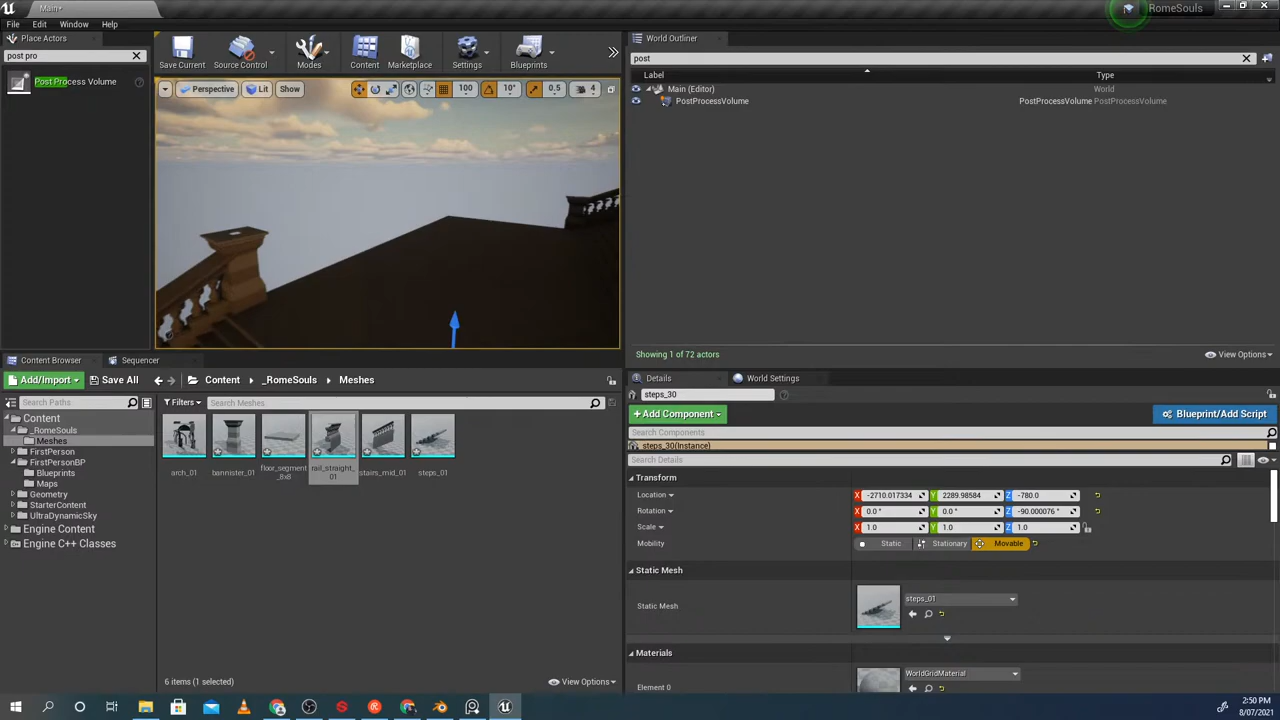 Main+
RomeSouls
File Edit Window Help
Place Actors
post pro
Post Process Volume
Save Current
Source Control
Modes
Content
Marketplace
Settings
Blueprints
Perspective
Lit
Show
100
10°
0.5
4
World Outliner
post
Label Type
Main (Editor) World
PostProcessVolume PostProcessVolume PostProcessVolume
Showing 1 of 72 actors
View Options
Content Browser
Sequencer
Add/Import
Save All
Content
_RomeSouls
Meshes
Search Paths
Filters
Search Meshes
Content
_RomeSouls
Meshes
FirstPerson
FirstPersonBP
Blueprints
Maps
Geometry
StarterContent
UltraDynamicSky
Engine Content
Engine C++ Classes
arch_01
bannister_01
floor_segment_
8x8
rail_straight_
01
stairs_mid_01
steps_01
6 items (1 selected)
View Options
Details
World Settings
steps_30
+Add Component
Blueprint/Add Script
Search Components
steps_30(Instance)
Search Details
Transform
Location X -2710.017334 Y 2289.98584 Z -780.0
Rotation X 0.0 ° Y 0.0 ° Z -90.000076 °
Scale X 1.0 Y 1.0 Z 1.0
Mobility Static Stationary Movable
Static Mesh
Static Mesh
steps_01
Materials
Element 0
WorldGridMaterial
2:50 PM
8/07/2021